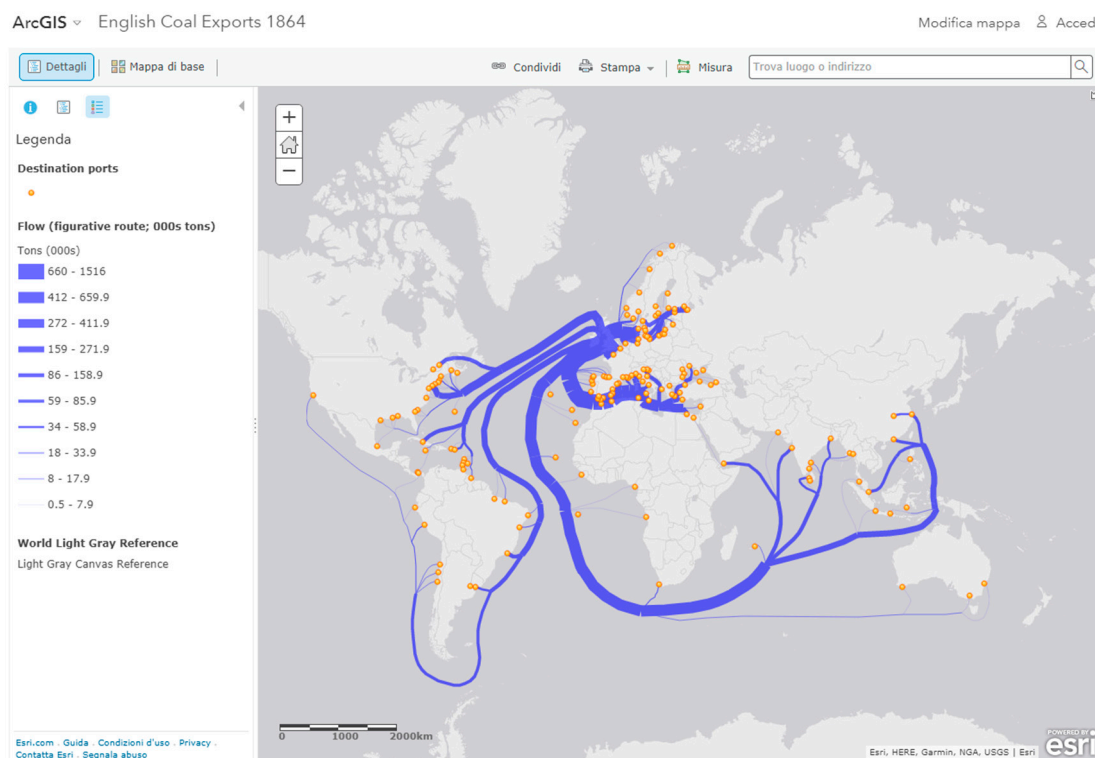 ArcGIS English Coal Exports 1864
Modifica mappa Acced
Dettagli Mappa di base Condividi Stampa Misura Trova luogo o indirizzo
Legenda
Destination ports
Flow (figurative route; 000s tons)
Tons (000s)
660 - 1516
412 - 659.9
272 - 411.9
159 - 271.9
86 - 158.9
59 - 85.9
34 - 58.9
18 - 33.9
8 - 17.9
0.5 - 7.9
World Light Gray Reference
Light Gray Canvas Reference
Esri.com . Guida . Condizioni d'uso . Privacy .
Contatta Esri . Segnala abuso
+
−
0 1000 2000km
Esri, HERE, Garmin, NGA, USGS | Esri
POWERED BY
esri